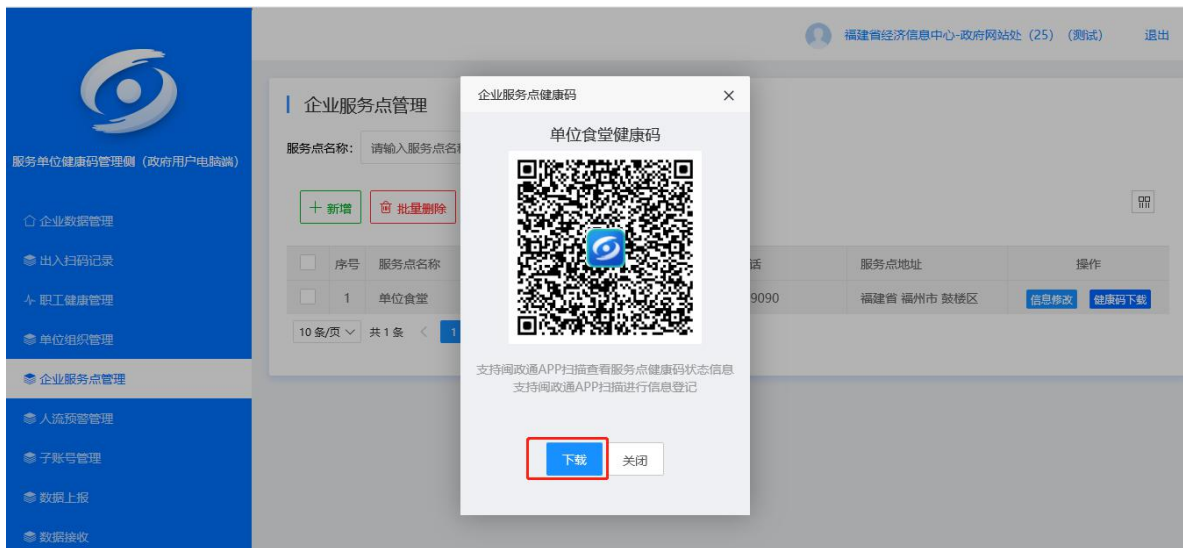 福建省经济信息中心-政府网站处（25）（测试） 退出
服务单位健康码管理侧（政府用户电脑端）
企业数据管理
出入扫码记录
职工健康管理
单位组织管理
企业服务点管理
人流预警管理
子账号管理
数据上报
数据接收
企业服务点管理
服务点名称： 请输入服务点名称
+ 新增 批量删除
序号 服务点名称 话 服务点地址 操作
1 单位食堂 9090 福建省 福州市 鼓楼区 信息修改 健康码下载
10 条/页 共 1 条 < 1
企业服务点健康码 ×
单位食堂健康码
支持闽政通APP扫描查看服务点健康码状态信息
支持闽政通APP扫描进行信息登记
下载 关闭